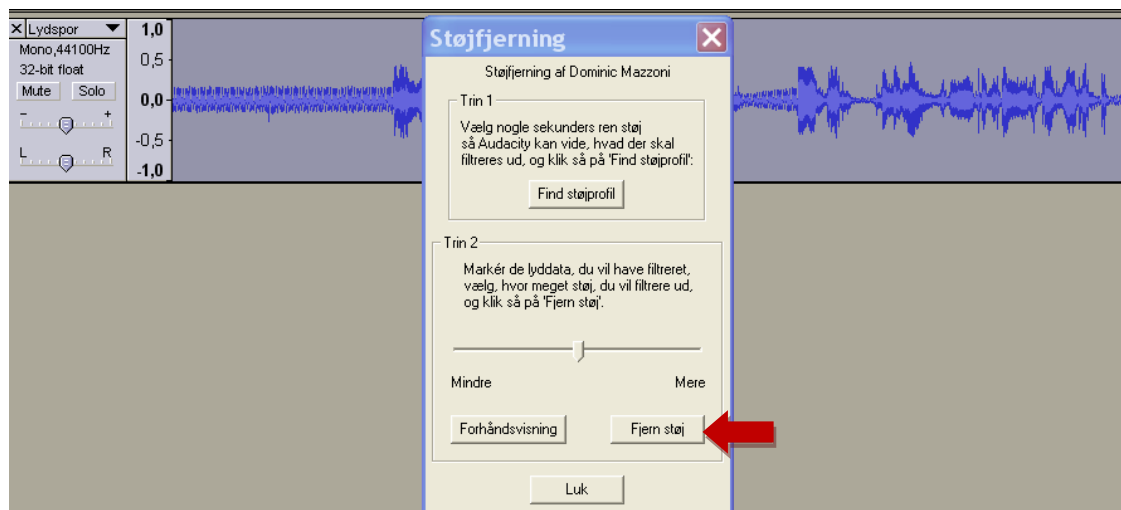 Lydspor
Mono,44100Hz
32-bit float
Mute Solo
- +
L R
1,0
0,5
0,0
-0,5
-1,0
Støjfjerning
Støjfjerning af Dominic Mazzoni
Trin 1
Vælg nogle sekunders ren støj
så Audacity kan vide, hvad der skal
filtreres ud, og klik så på 'Find støjprofil':
Find støjprofil
Trin 2
Markér de lyddata, du vil have filtreret,
vælg, hvor meget støj, du vil filtrere ud,
og klik så på 'Fjern støj'.
Mindre Mere
Forhåndsvisning Fjern støj
Luk